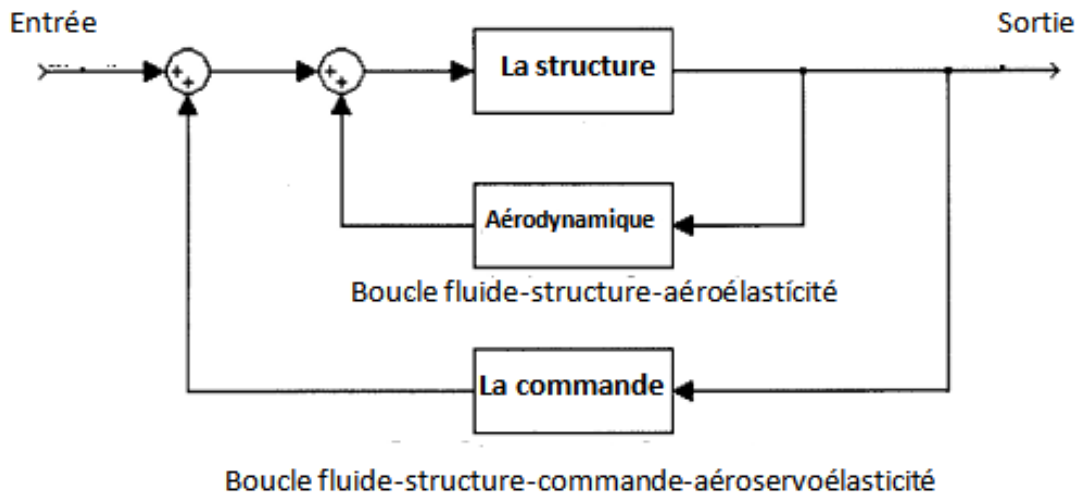 Entrée
Sortie
+
+
+
+
La structure
Aérodynamique
Boucle fluide-structure-aéroélasticité
La commande
Boucle fluide-structure-commande-aéroservoélasticité